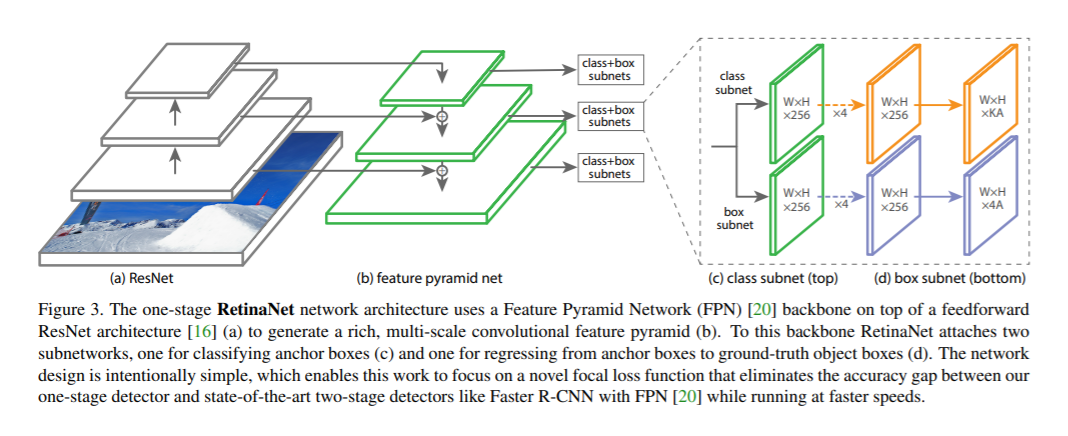 class+box
subnets
class+box
subnets
class+box
subnets
class
subnet
W×H
×256
×4
W×H
×256
W×H
×KA
box
subnet
W×H
×256
×4
W×H
×256
W×H
×4A
(a) ResNet
(b) feature pyramid net
(c) class subnet (top)
(d) box subnet (bottom)
Figure 3. The one-stage RetinaNet network architecture uses a Feature Pyramid Network (FPN) [20] backbone on top of a feedforward
ResNet architecture [16] (a) to generate a rich, multi-scale convolutional feature pyramid (b). To this backbone RetinaNet attaches two
subnetworks, one for classifying anchor boxes (c) and one for regressing from anchor boxes to ground-truth object boxes (d). The network
design is intentionally simple, which enables this work to focus on a novel focal loss function that eliminates the accuracy gap between our
one-stage detector and state-of-the-art two-stage detectors like Faster R-CNN with FPN [20] while running at faster speeds.